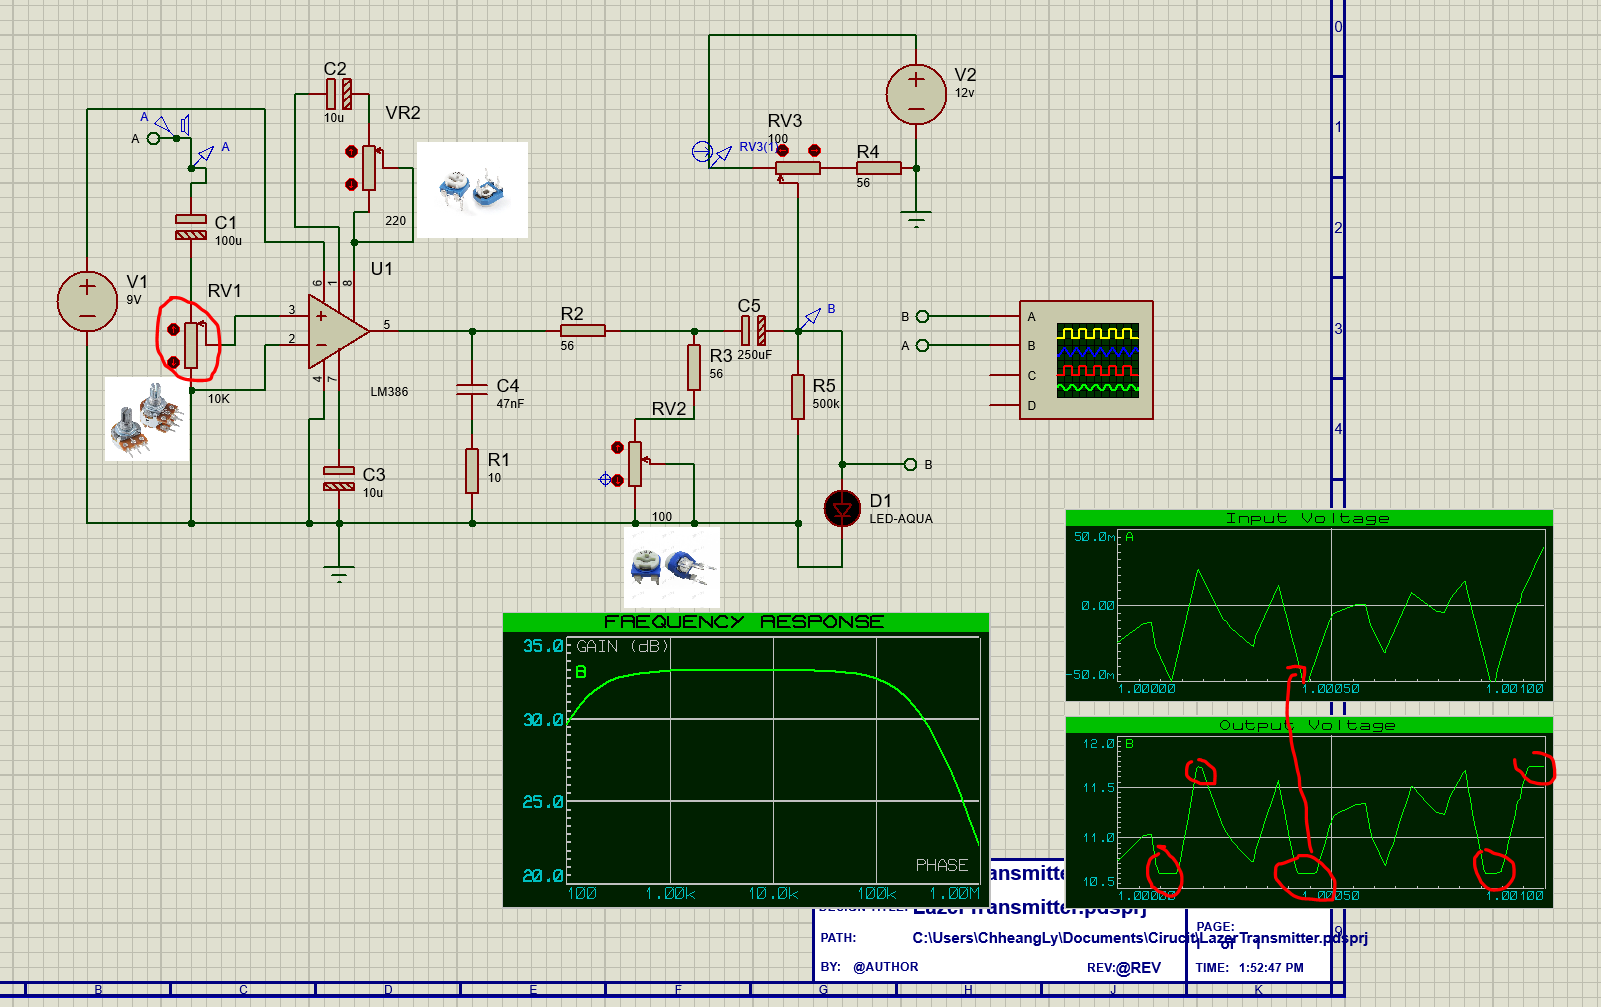 C2
10u
VR2
220
A
A
A
C1
100u
V1
9V
RV1
10K
U1
6
1
8
3
2
5
4
7
LM386
C3
10u
R2
56
C4
47nF
R1
10
R3
56
RV2
100
C5
250uF
B
R5
500k
B
D1
LED-AQUA
V2
12v
RV3
100
RV3(1)
R4
56
B
A
A
B
C
D
0
1
2
3
4
9
Input Voltage
50.0m
A
0.00
-50.0m
1.00000
1.00050
1.00100
Output Voltage
12.0
B
11.5
11.0
10.5
1.00000
1.00050
1.00100
FREQUENCY RESPONSE
35.0
GAIN (dB)
B
30.0
25.0
20.0
PHASE
100
1.00k
10.0k
100k
1.00M
DESIGN TITLE:
LazerTransmitter.pdsprj
PATH:
C:\Users\ChheangLy\Documents\Cirucit\LazerTransmitter.pdsprj
BY: @AUTHOR
REV:@REV
PAGE:
1 of 1
TIME: 1:52:47 PM
B
C
D
E
F
G
H
J
K